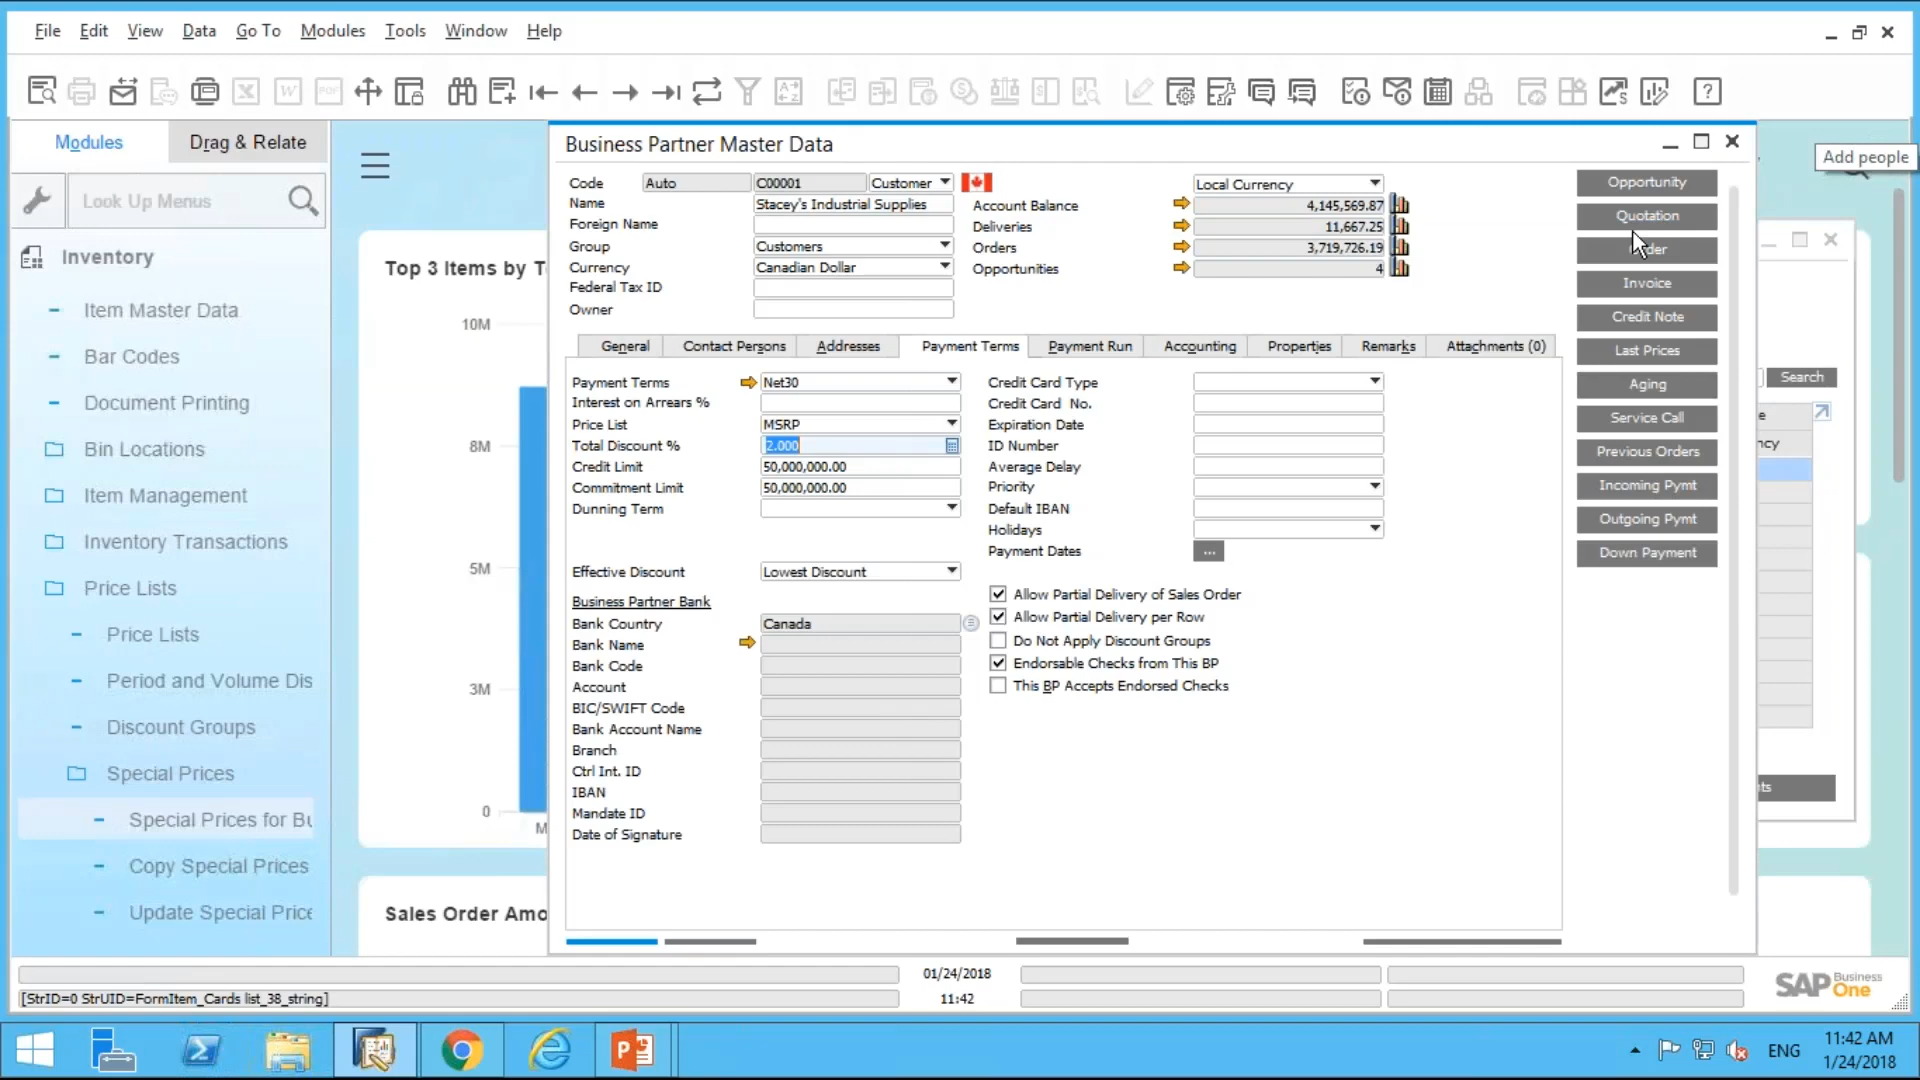 File Edit View Data Go To Modules Tools Window Help
Modules Drag & Relate
Look Up Menus
Inventory
Item Master Data
Bar Codes
Document Printing
Bin Locations
Item Management
Inventory Transactions
Price Lists
Price Lists
Period and Volume Dis
Discount Groups
Special Prices
Special Prices for Bu
Copy Special Prices
Update Special Price
Top 3 Items by T
10M
8M
5M
3M
0
M
Sales Order Amo
Business Partner Master Data
Code Auto C00001 Customer
Name Stacey's Industrial Supplies
Foreign Name
Group Customers
Currency Canadian Dollar
Federal Tax ID
Owner
Local Currency
Account Balance 4,145,569.87
Deliveries 11,667.25
Orders 3,719,726.19
Opportunities 4
General Contact Persons Addresses Payment Terms Payment Run Accounting Properties Remarks Attachments (0)
Payment Terms Net30
Interest on Arrears %
Price List MSRP
Total Discount % 2.000
Credit Limit 50,000,000.00
Commitment Limit 50,000,000.00
Dunning Term
Effective Discount Lowest Discount
Business Partner Bank
Bank Country Canada
Bank Name
Bank Code
Account
BIC/SWIFT Code
Bank Account Name
Branch
Ctrl Int. ID
IBAN
Mandate ID
Date of Signature
Credit Card Type
Credit Card No.
Expiration Date
ID Number
Average Delay
Priority
Default IBAN
Holidays
Payment Dates ...
Allow Partial Delivery of Sales Order
Allow Partial Delivery per Row
Do Not Apply Discount Groups
Endorsable Checks from This BP
This BP Accepts Endorsed Checks
Opportunity
Quotation
Order
Invoice
Credit Note
Last Prices
Aging
Service Call
Previous Orders
Incoming Pymt
Outgoing Pymt
Down Payment
Add people
Search
e
ncy
ts
01/24/2018
[StrID=0 StrUID=FormItem_Cards list_38_string] 11:42
SAP Business One
ENG
11:42 AM
1/24/2018